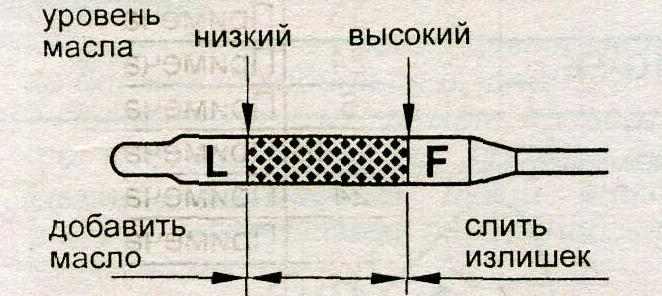 уровень
масла
низкий
высокий
L
F
добавить
масло
слить
излишек